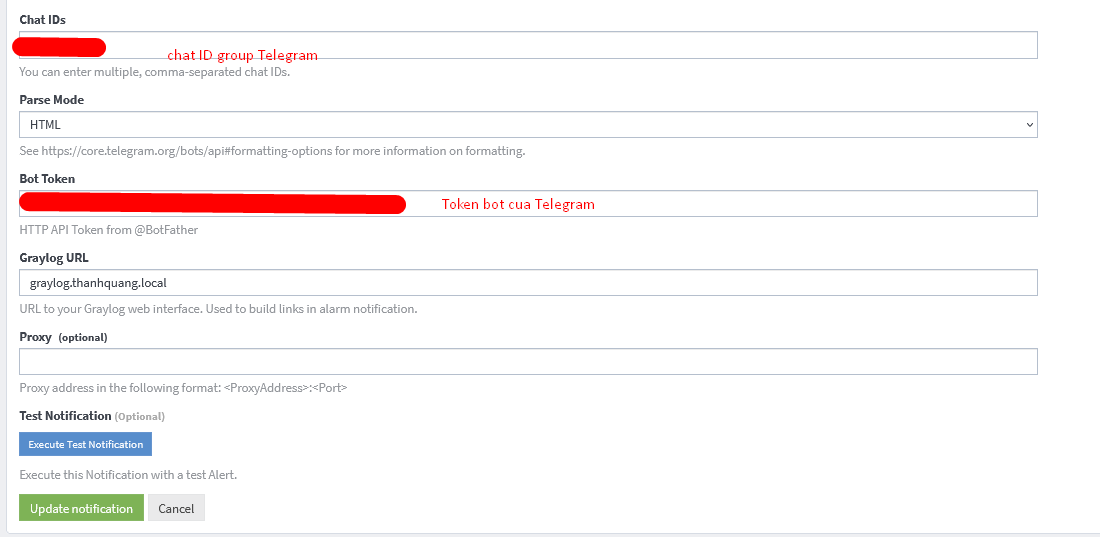 Chat IDs
chat ID group Telegram
You can enter multiple, comma-separated chat IDs.
Parse Mode
HTML
See https://core.telegram.org/bots/api#formatting-options for more information on formatting.
Bot Token
Token bot cua Telegram
HTTP API Token from @BotFather
Graylog URL
graylog.thanhquang.local
URL to your Graylog web interface. Used to build links in alarm notification.
Proxy (optional)
Proxy address in the following format: <ProxyAddress>:<Port>
Test Notification (Optional)
Execute Test Notification
Execute this Notification with a test Alert.
Update notification Cancel